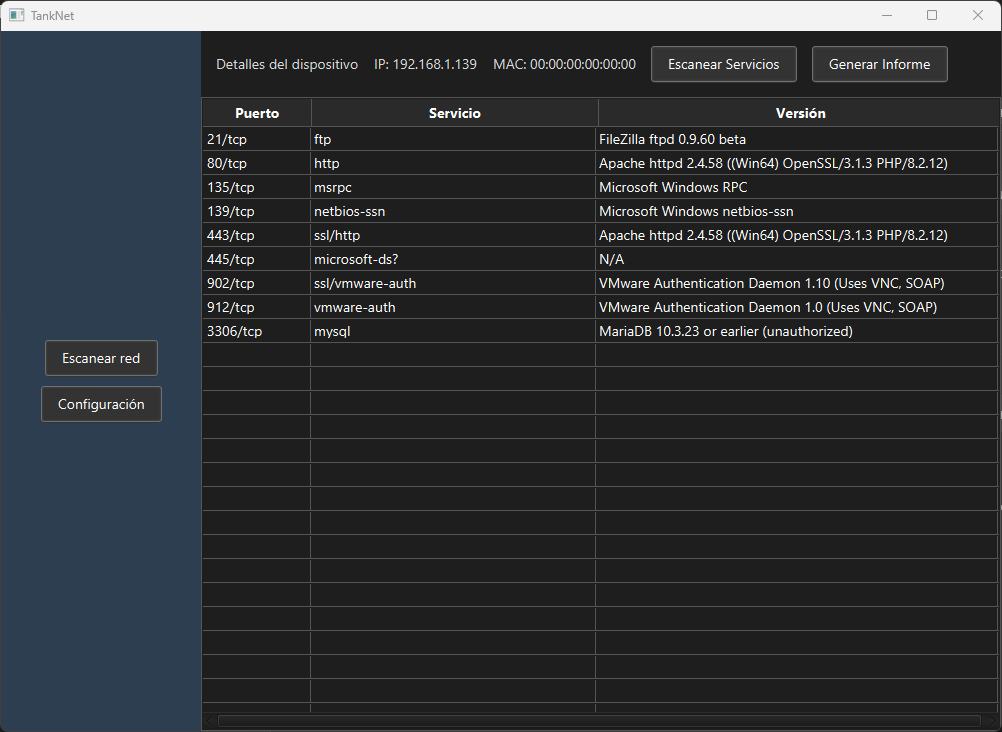 TankNet
Detalles del dispositivo IP: 192.168.1.139 MAC: 00:00:00:00:00:00 Escanear Servicios Generar Informe
Puerto Servicio Versión
21/tcp ftp FileZilla ftpd 0.9.60 beta
80/tcp http Apache httpd 2.4.58 ((Win64) OpenSSL/3.1.3 PHP/8.2.12)
135/tcp msrpc Microsoft Windows RPC
139/tcp netbios-ssn Microsoft Windows netbios-ssn
443/tcp ssl/http Apache httpd 2.4.58 ((Win64) OpenSSL/3.1.3 PHP/8.2.12)
445/tcp microsoft-ds? N/A
902/tcp ssl/vmware-auth VMware Authentication Daemon 1.10 (Uses VNC, SOAP)
912/tcp vmware-auth VMware Authentication Daemon 1.0 (Uses VNC, SOAP)
3306/tcp mysql MariaDB 10.3.23 or earlier (unauthorized)
Escanear red
Configuración